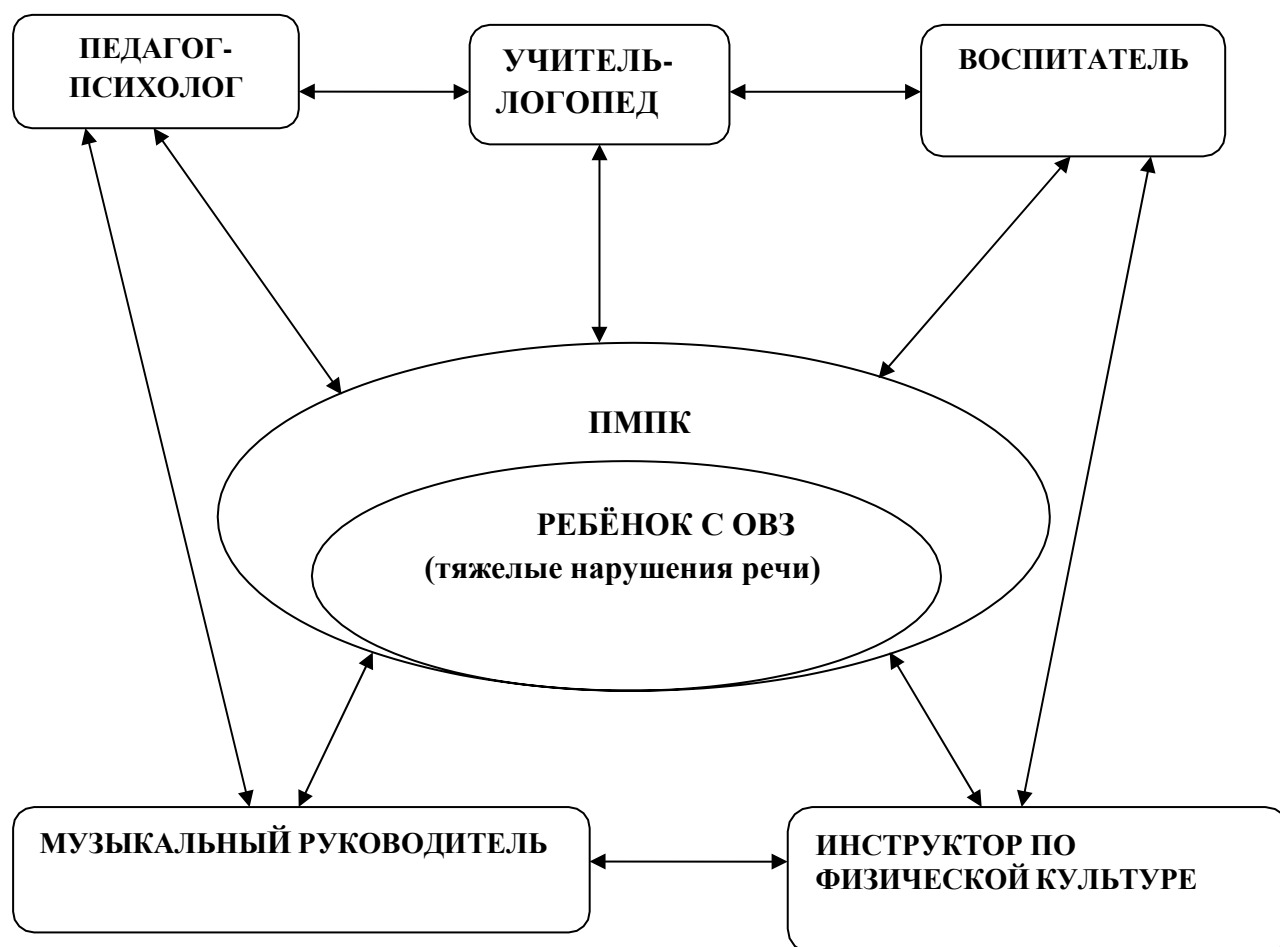 ПЕДАГОГ-
ПСИХОЛОГ
УЧИТЕЛЬ-
ЛОГОПЕД
ВОСПИТАТЕЛЬ
ПМПК
РЕБЁНОК С ОВЗ
(тяжелые нарушения речи)
МУЗЫКАЛЬНЫЙ РУКОВОДИТЕЛЬ
ИНСТРУКТОР ПО
ФИЗИЧЕСКОЙ КУЛЬТУРЕ